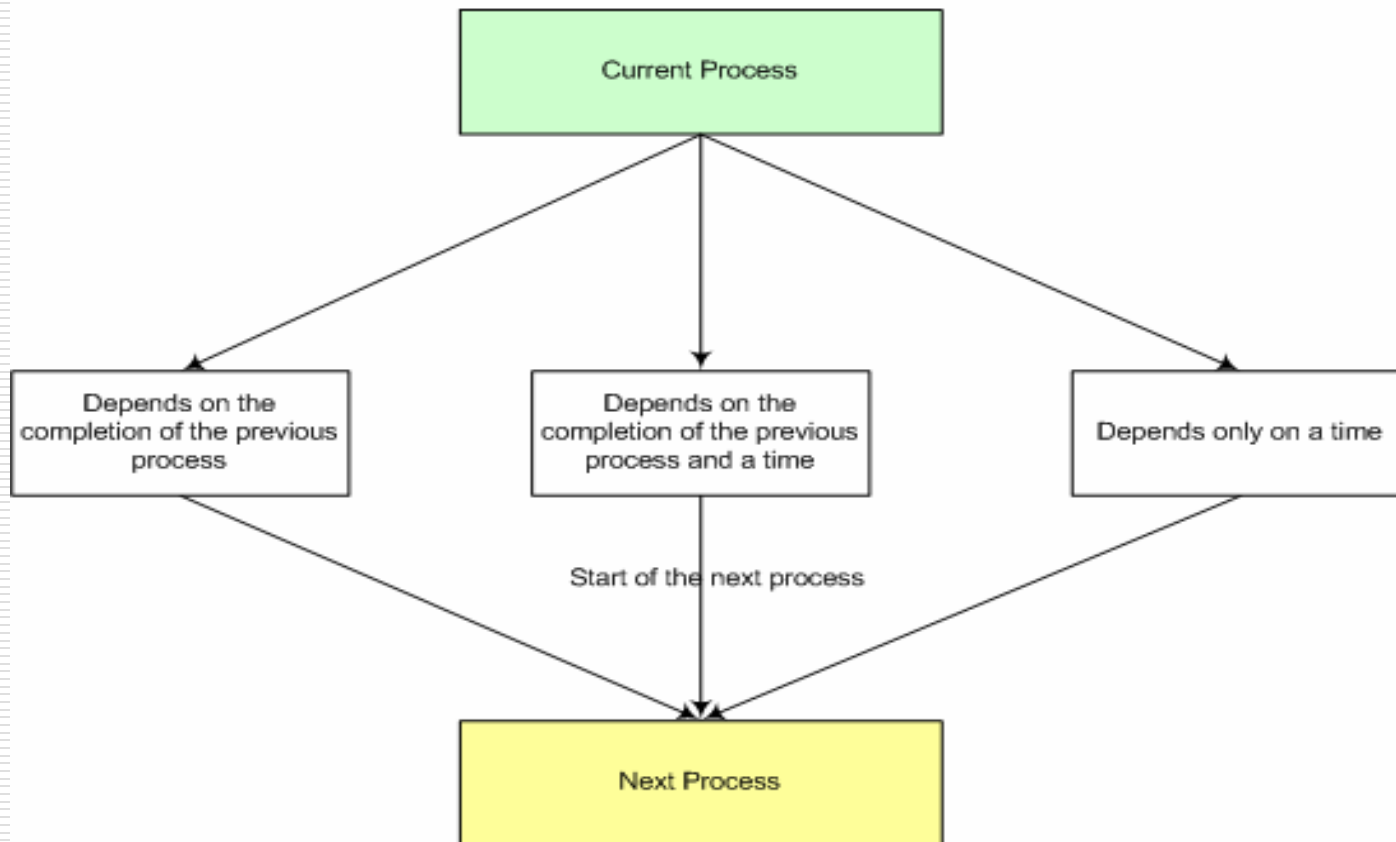 Current Process
Depends on the
completion of the previous
process
Depends on the
completion of the previous
process and a time
Depends only on a time
Start of the next process
Next Process